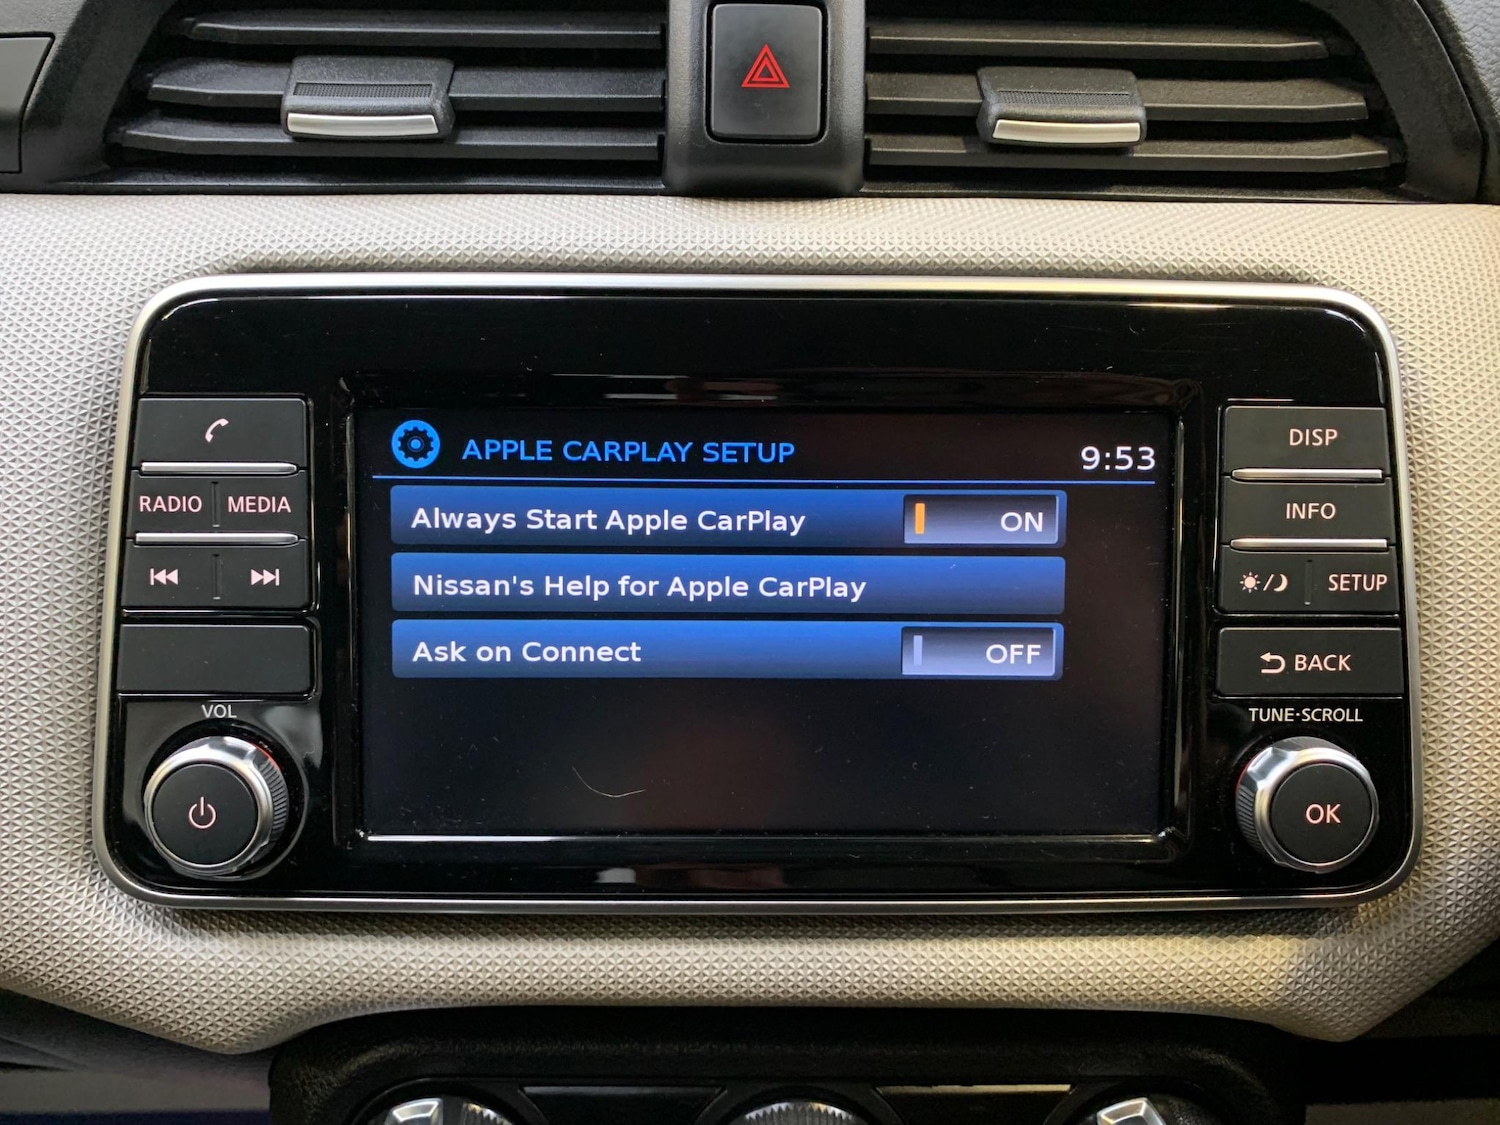 APPLE CARPLAY SETUP 9:53
Always Start Apple CarPlay ON
Nissan's Help for Apple CarPlay
Ask on Connect OFF
RADIO MEDIA
VOL
DISP
INFO
SETUP
BACK
TUNE·SCROLL
OK